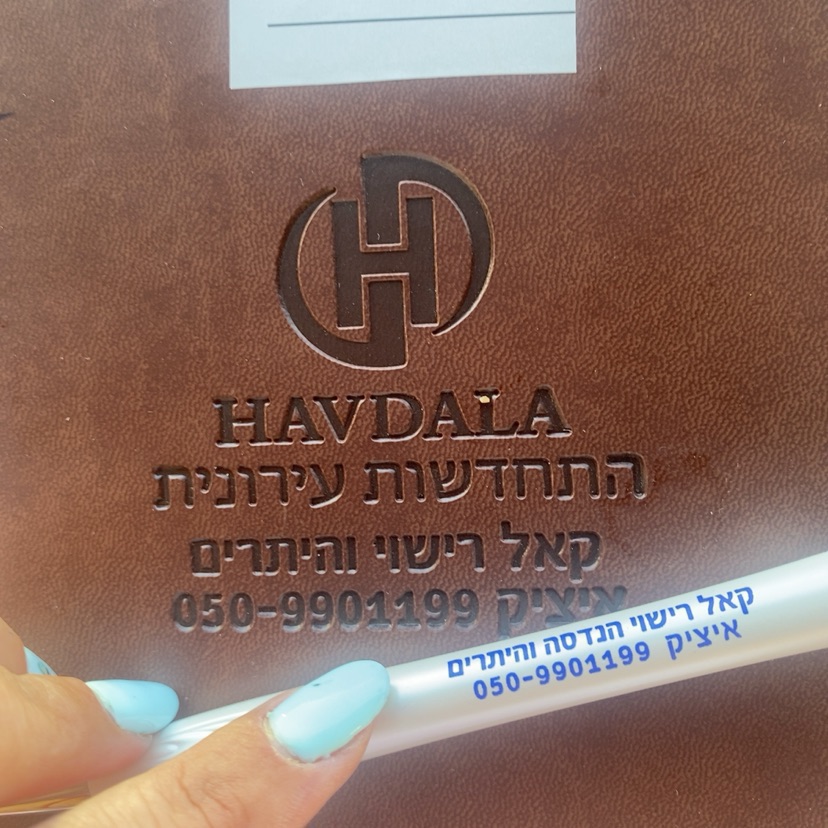 HAVDALA
התחדשות עירונית
קאל רישוי והיתרים
איציק 050-9901199
קאל רישוי הנדסה והיתרים
איציק 050-9901199